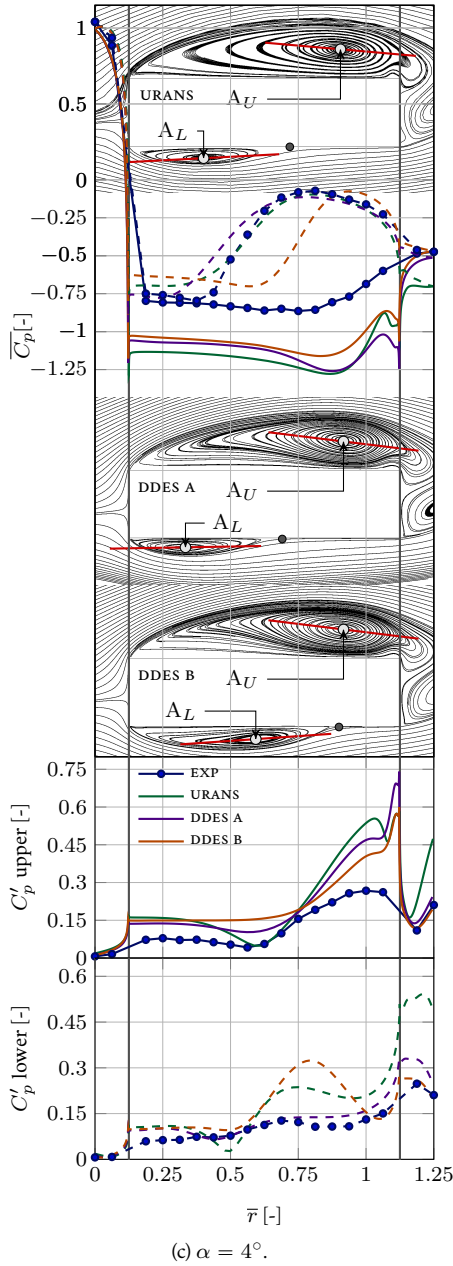 1
URANS
A_U
0.5
A_L
0
−0.25
−0.5
−0.75
\overline{C_p}[-]
−1
−1.25
DDES A
A_U
A_L
DDES B
A_U
A_L
0.75
EXP
0.6
URANS
0.45
DDES A
0.3
DDES B
0.15
0
C'_p upper [-]
0.6
0.45
0.3
0.15
0
C'_p lower [-]
0 0.25 0.5 0.75 1 1.25
\overline{r} [-]
(c) α = 4°.